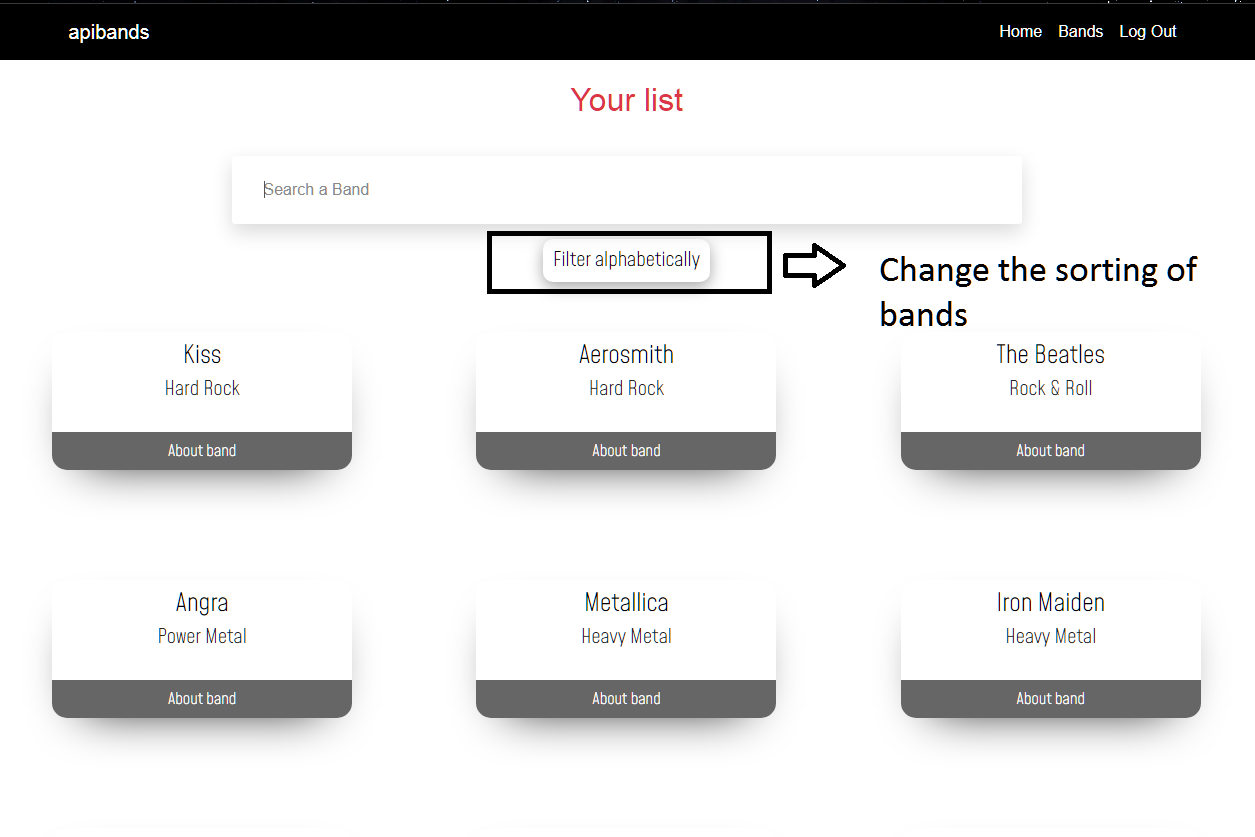 apibands
Home Bands Log Out
Your list
Search a Band
Filter alphabetically
Change the sorting of
bands
Kiss
Hard Rock
About band
Aerosmith
Hard Rock
About band
The Beatles
Rock & Roll
About band
Angra
Power Metal
About band
Metallica
Heavy Metal
About band
Iron Maiden
Heavy Metal
About band